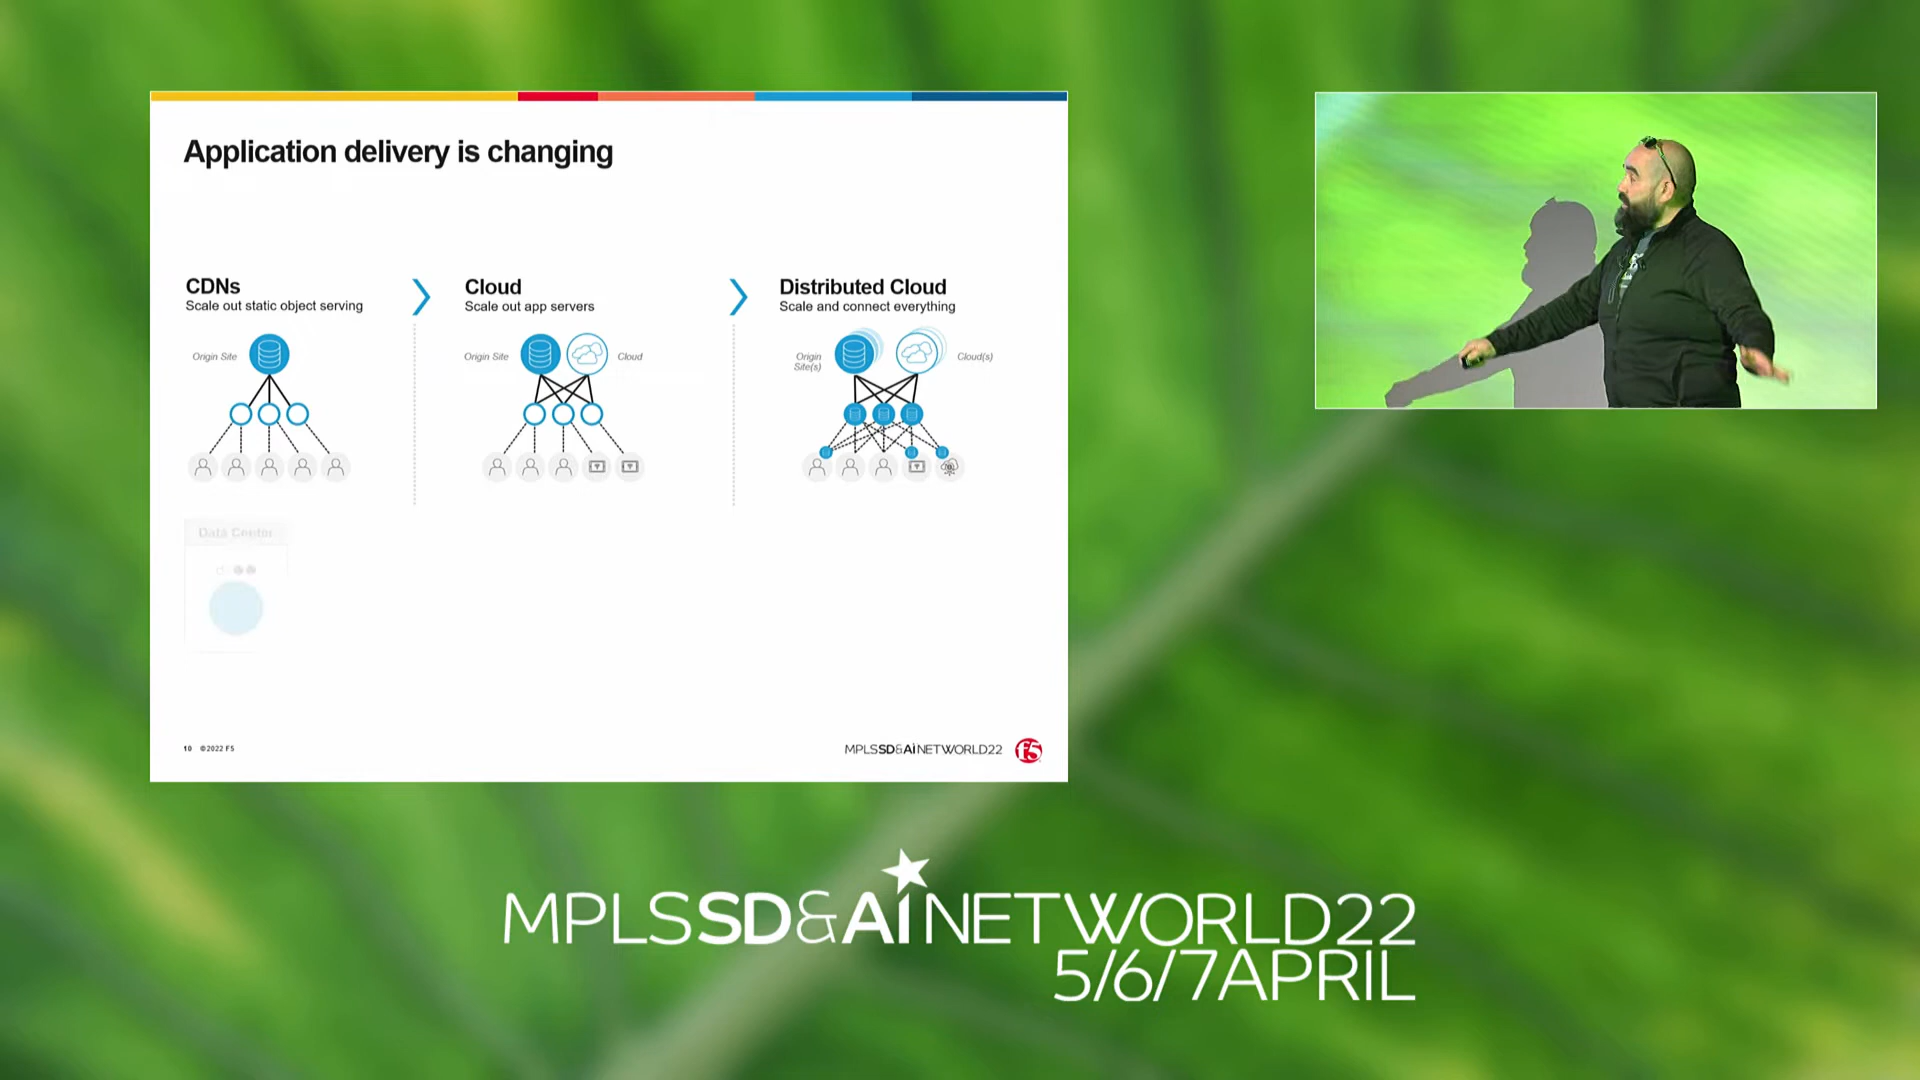 Application delivery is changing
CDNs
Scale out static object serving
Origin Site
Cloud
Scale out app servers
Origin Site
Cloud
Distributed Cloud
Scale and connect everything
Origin
Site(s)
Cloud(s)
Data Center
10 ©2022 F5
MPLSSD&AiNETWORLD22
f5
MPLSSD&AiNETWORLD22
5/6/7APRIL